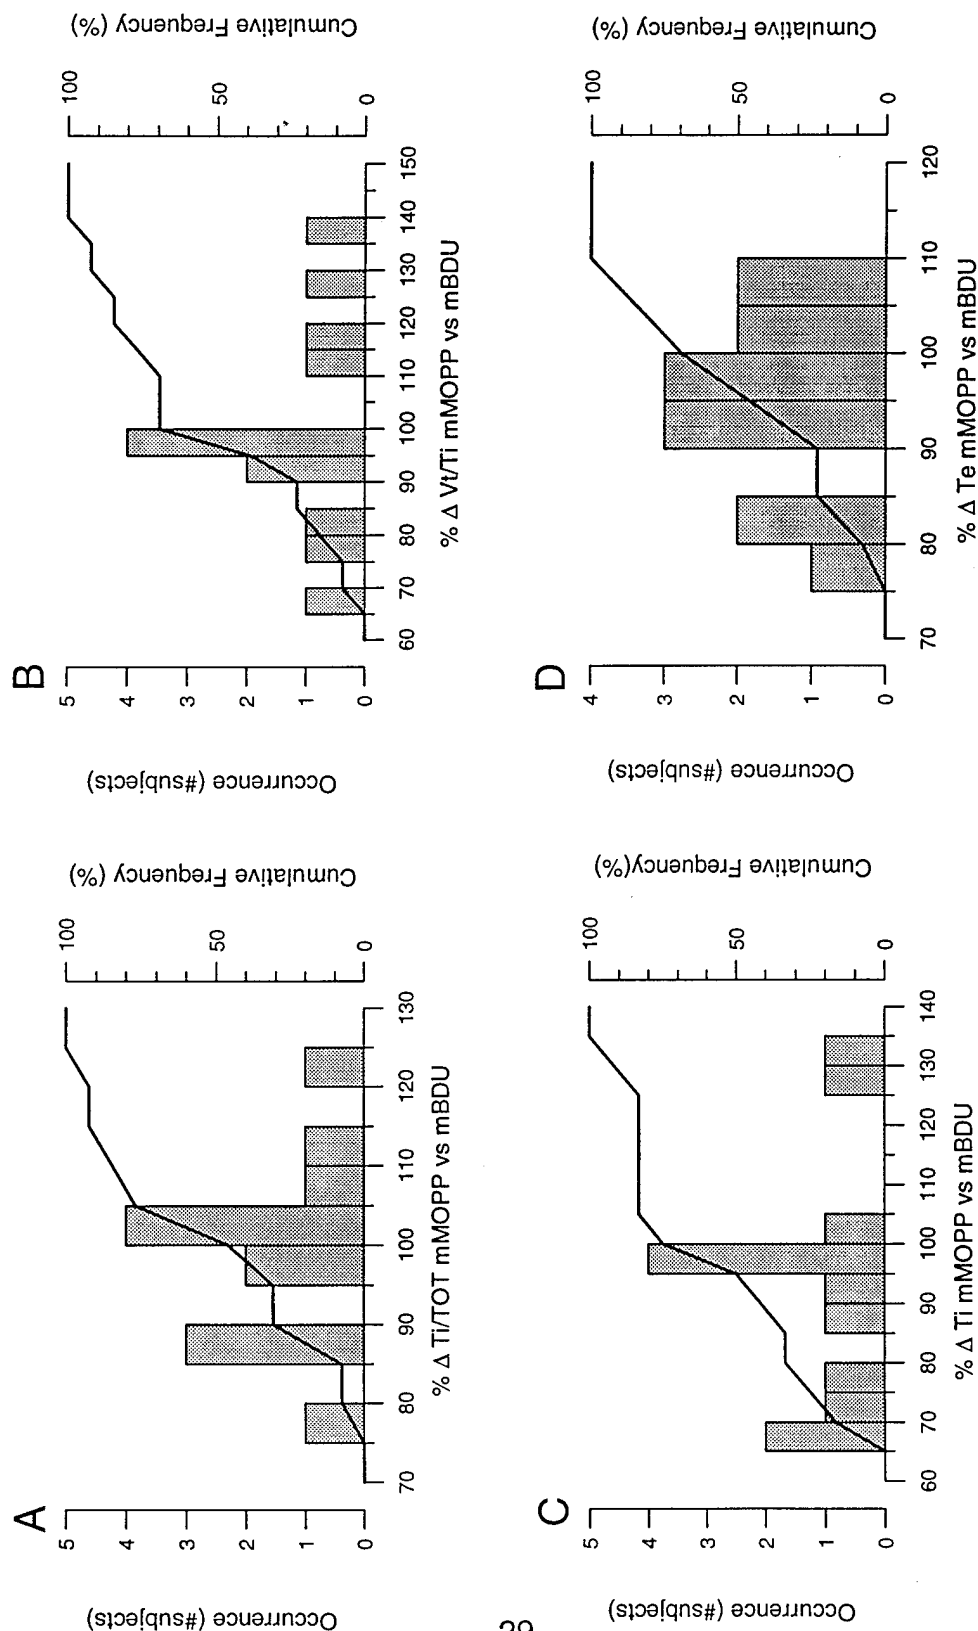 A
Occurrence (#subjects)
5
4
3
2
1
0
70 80 90 100 110 120 130
% Δ Ti/TOT mMOPP vs mBDU
100
50
0
Cumulative Frequency (%)
B
Occurrence (#subjects)
5
4
3
2
1
0
60 70 80 90 100 110 120 130 140 150
% Δ Vt/Ti mMOPP vs mBDU
100
50
0
Cumulative Frequency (%)
C
Occurrence (#subjects)
5
4
3
2
1
0
60 70 80 90 100 110 120 130 140
% Δ Ti mMOPP vs mBDU
100
50
0
Cumulative Frequency(%)
D
Occurrence (#subjects)
4
3
2
1
0
70 80 90 100 110 120
% Δ Te mMOPP vs mBDU
100
50
0
Cumulative Frequency (%)